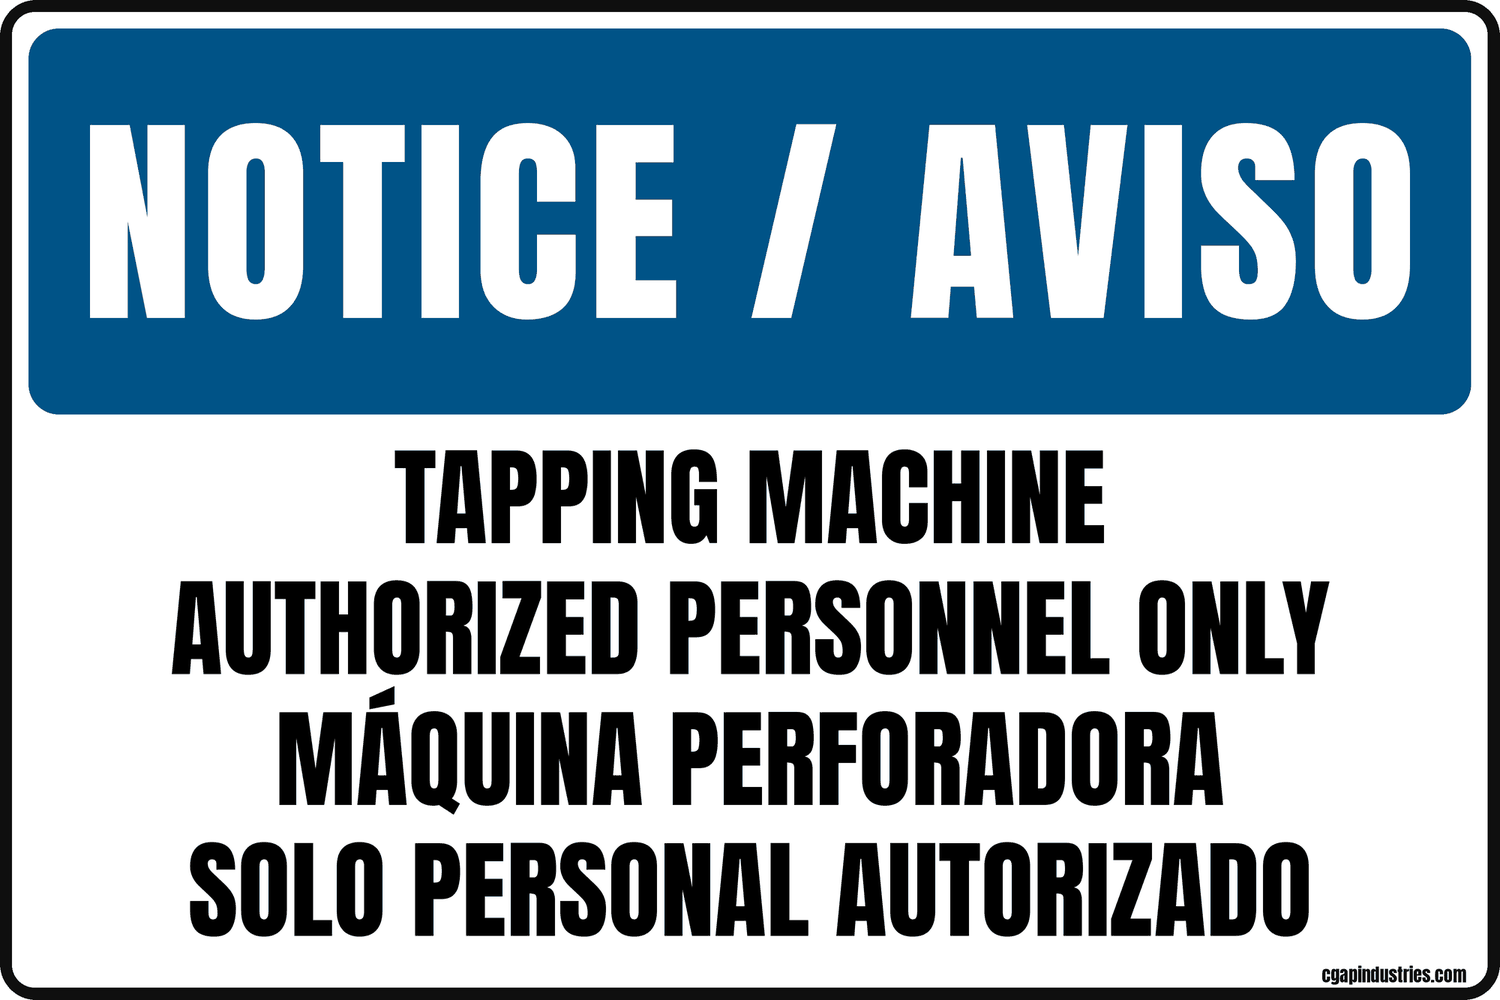 NOTICE / AVISO
TAPPING MACHINE
AUTHORIZED PERSONNEL ONLY
MÁQUINA PERFORADORA
SOLO PERSONAL AUTORIZADO
cgapindustries.com